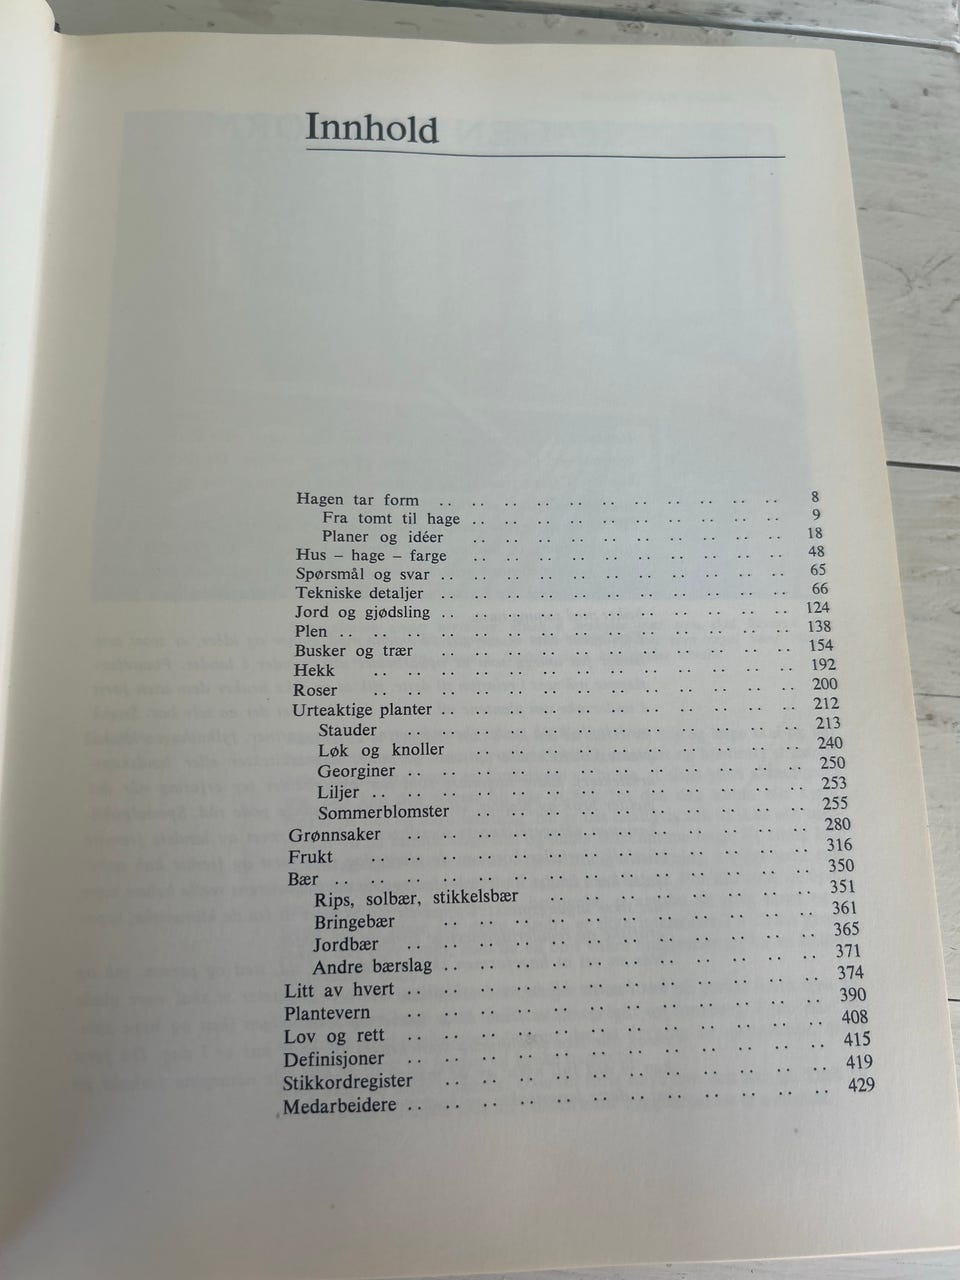 Innhold
Hagen tar form .. .. .. .. .. .. .. .. .. .. 8
Fra tomt til hage .. .. .. .. .. .. .. .. .. 9
Planer og idéer .. .. .. .. .. .. .. .. .. 18
Hus – hage – farge .. .. .. .. .. .. .. .. .. 48
Spørsmål og svar .. .. .. .. .. .. .. .. .. .. 65
Tekniske detaljer .. .. .. .. .. .. .. .. .. .. 66
Jord og gjødsling .. .. .. .. .. .. .. .. .. .. 124
Plen .. .. .. .. .. .. .. .. .. .. .. .. .. 138
Busker og trær .. .. .. .. .. .. .. .. .. .. 154
Hekk .. .. .. .. .. .. .. .. .. .. .. .. 192
Roser .. .. .. .. .. .. .. .. .. .. .. .. 200
Urteaktige planter .. .. .. .. .. .. .. .. .. .. 212
Stauder .. .. .. .. .. .. .. .. .. .. .. 213
Løk og knoller .. .. .. .. .. .. .. .. .. 240
Georginer .. .. .. .. .. .. .. .. .. .. .. 250
Liljer .. .. .. .. .. .. .. .. .. .. .. .. 253
Sommerblomster .. .. .. .. .. .. .. .. .. 255
Grønnsaker .. .. .. .. .. .. .. .. .. .. .. 280
Frukt .. .. .. .. .. .. .. .. .. .. .. .. 316
Bær .. .. .. .. .. .. .. .. .. .. .. .. .. 350
Rips, solbær, stikkelsbær .. .. .. .. .. .. .. 351
Bringebær .. .. .. .. .. .. .. .. .. .. 361
Jordbær .. .. .. .. .. .. .. .. .. .. .. 365
Andre bærslag .. .. .. .. .. .. .. .. .. .. 371
Litt av hvert .. .. .. .. .. .. .. .. .. .. .. 374
Plantevern .. .. .. .. .. .. .. .. .. .. .. 390
Lov og rett .. .. .. .. .. .. .. .. .. .. .. 408
Definisjoner .. .. .. .. .. .. .. .. .. .. .. 415
Stikkordregister .. .. .. .. .. .. .. .. .. .. 419
Medarbeidere .. .. .. .. .. .. .. .. .. .. .. 429